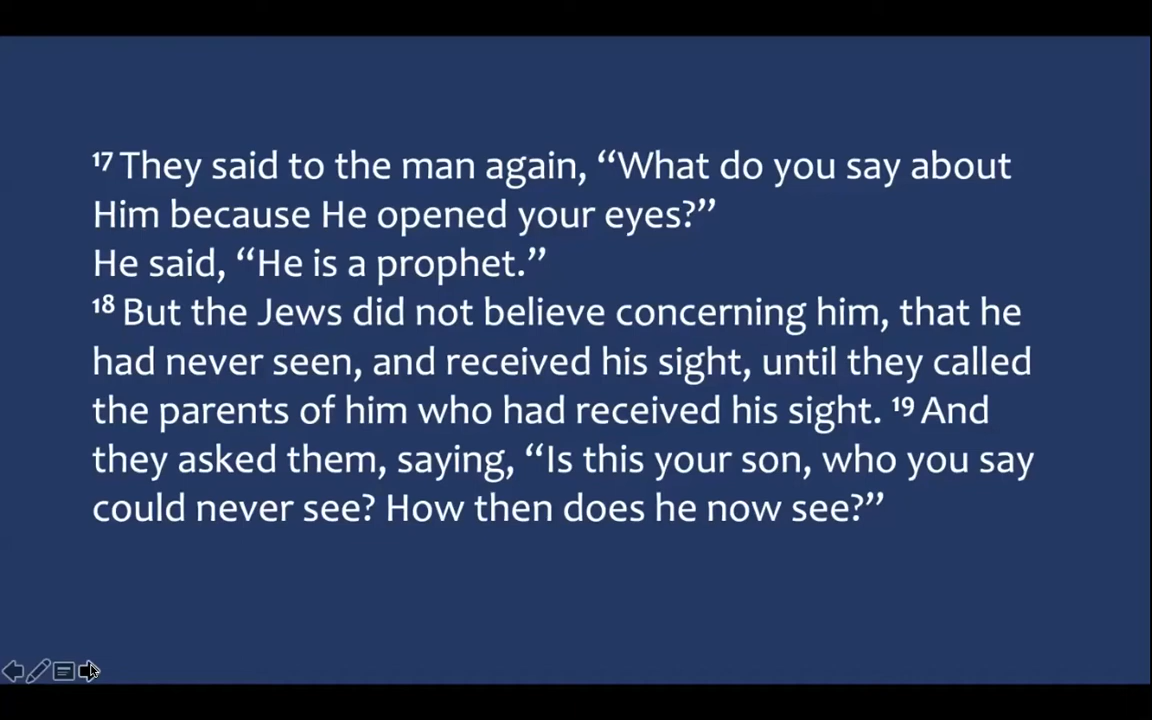 17 They said to the man again, “What do you say about
Him because He opened your eyes?”
He said, “He is a prophet.”
18 But the Jews did not believe concerning him, that he
had never seen, and received his sight, until they called
the parents of him who had received his sight. 19 And
they asked them, saying, “Is this your son, who you say
could never see? How then does he now see?”